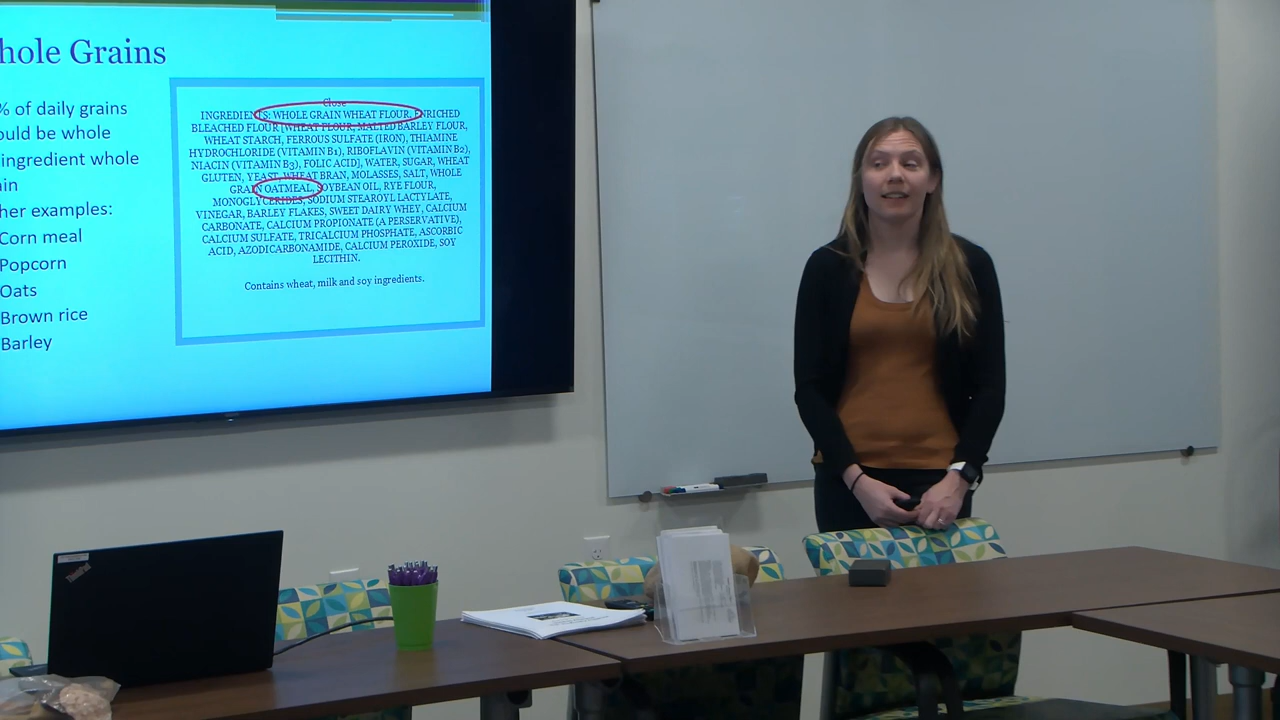 hole Grains
% of daily grains
ould be whole
ingredient whole
ain
her examples:
Corn meal
Popcorn
Oats
Brown rice
Barley
Close
INGREDIENTS: WHOLE GRAIN WHEAT FLOUR, ENRICHED
BLEACHED FLOUR [WHEAT FLOUR, MALTED BARLEY FLOUR,
WHEAT STARCH, FERROUS SULFATE (IRON), THIAMINE
HYDROCHLORIDE (VITAMIN B1), RIBOFLAVIN (VITAMIN B2),
NIACIN (VITAMIN B3), FOLIC ACID], WATER, SUGAR, WHEAT
GLUTEN, YEAST, WHEAT BRAN, MOLASSES, SALT, WHOLE
GRAIN OATMEAL, SOYBEAN OIL, RYE FLOUR,
MONOGLYCERIDES, SODIUM STEAROYL LACTYLATE,
VINEGAR, BARLEY FLAKES, SWEET DAIRY WHEY, CALCIUM
CARBONATE, CALCIUM PROPIONATE (A PERSERVATIVE),
CALCIUM SULFATE, TRICALCIUM PHOSPHATE, ASCORBIC
ACID, AZODICARBONAMIDE, CALCIUM PEROXIDE, SOY
LECITHIN.
Contains wheat, milk and soy ingredients.
ThinkPad